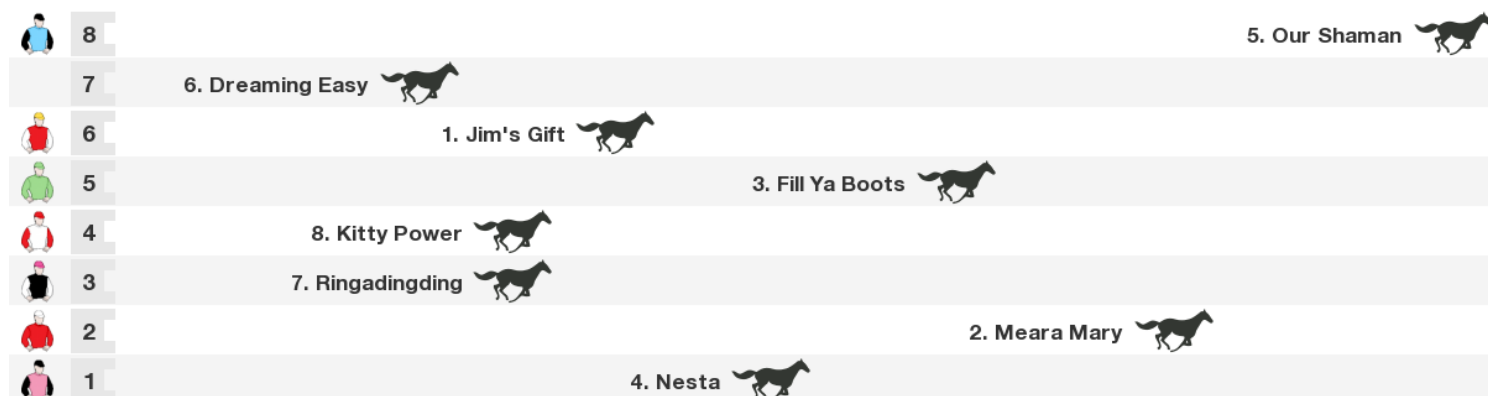 8 5. Our Shaman
7 6. Dreaming Easy
6 1. Jim's Gift
5 3. Fill Ya Boots
4 8. Kitty Power
3 7. Ringadingding
2 2. Meara Mary
1 4. Nesta